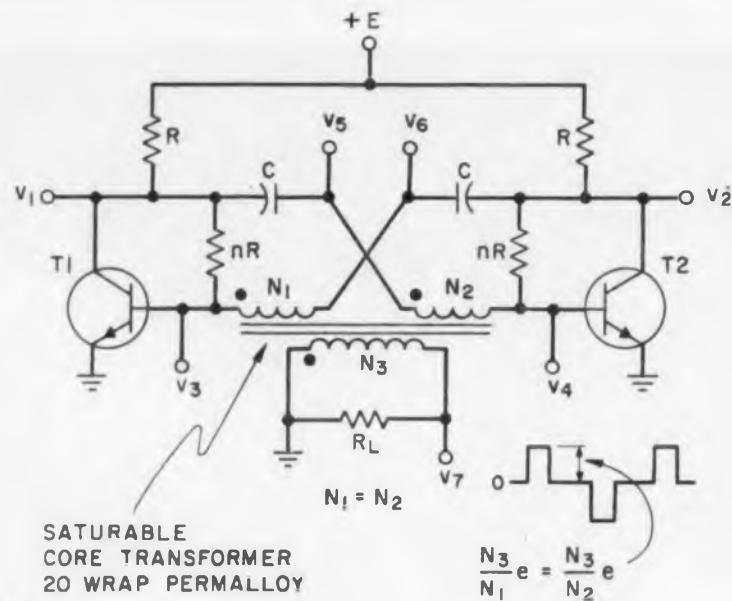 + E
R
V5
V6
R
V1
C
C
V2
nR
nR
T1
T2
N1
N2
V3
N3
V4
RL
V7
N1 = N2
0
SATURABLE
CORE TRANSFORMER
20 WRAP PERMALLOY
N3/N1 e = N3/N2 e